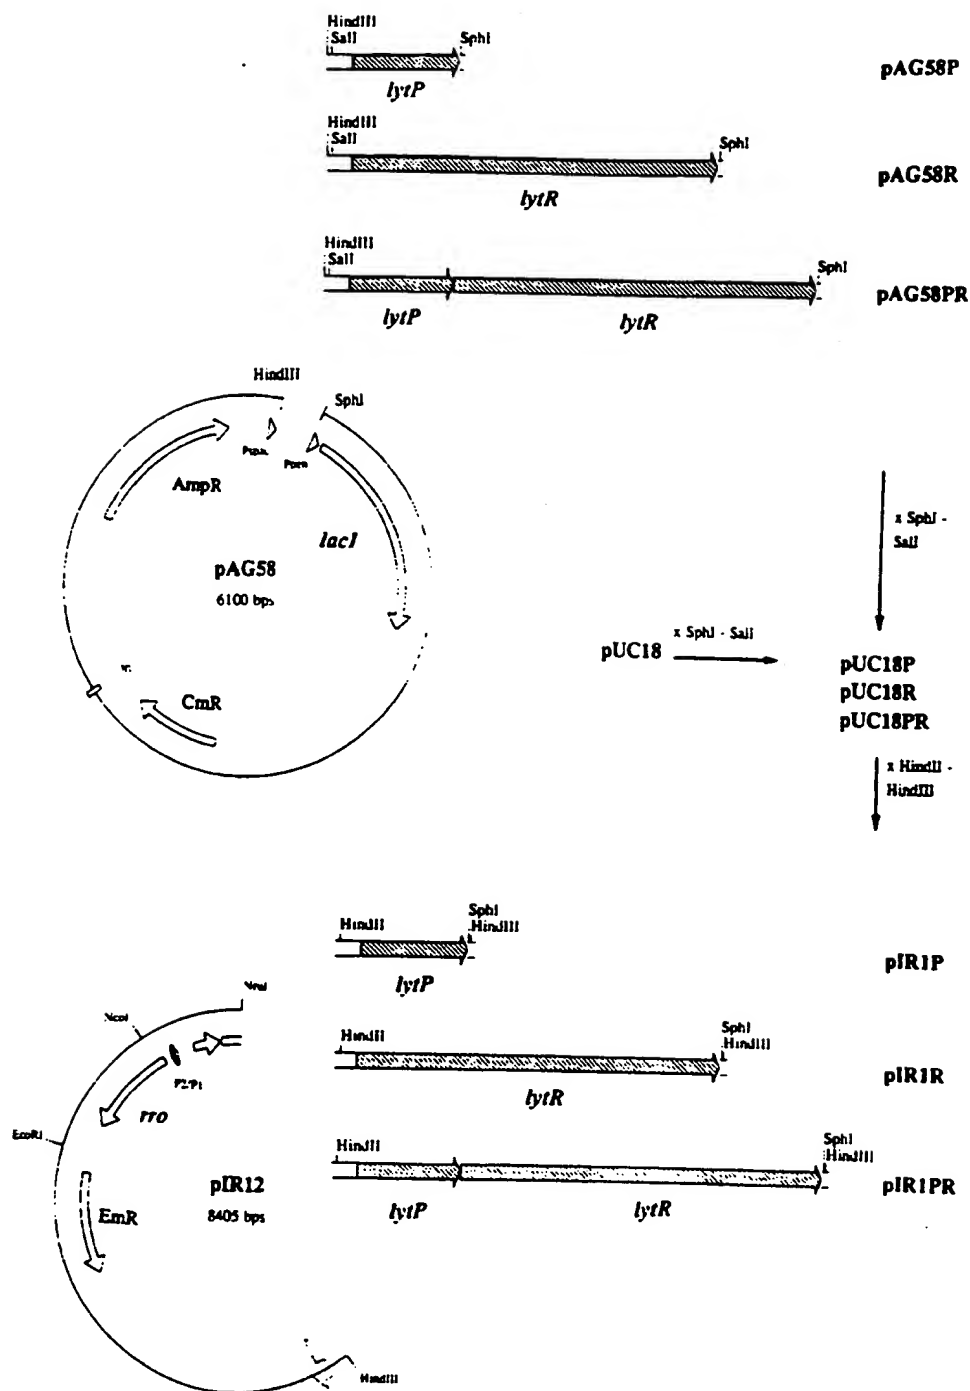 HindIII
SalI
SphI
lytP
pAG58P
HindIII
SalI
SphI
lytR
pAG58R
HindIII
SalI
SphI
lytP
lytR
pAG58PR
HindIII
SphI
AmpR
lacI
pAG58
6100 bps
CmR
x SphI -
SalI
pUC18
x SphI - SalI
pUC18P
pUC18R
pUC18PR
x HindII -
HindIII
HindII
SphI
HindIII
lytP
pIR1P
NruI
NcoI
P2/P1
rro
EcoRI
HindII
SphI
HindIII
lytR
pIR1R
pIR12
8405 bps
EmR
HindII
SphI
HindIII
lytP
lytR
pIR1PR
HindIII